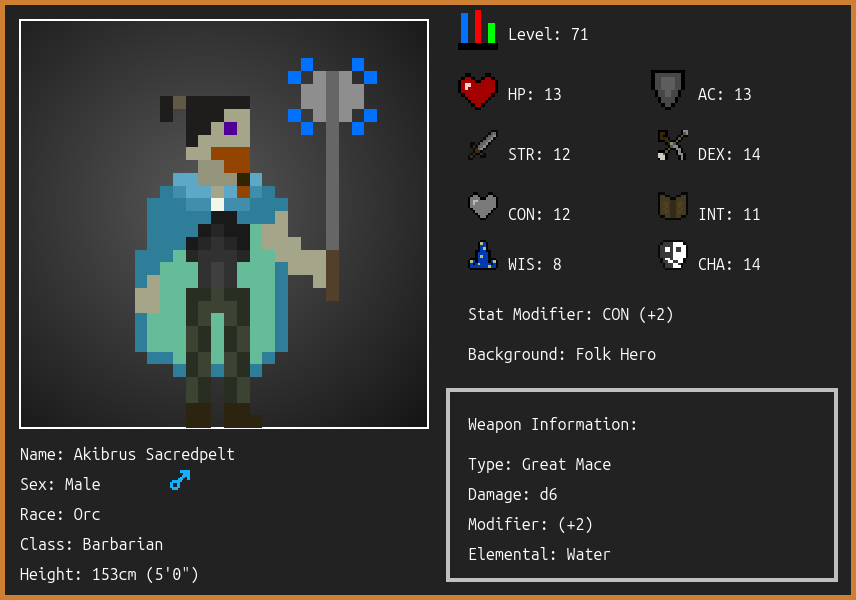 Level: 71
HP: 13
AC: 13
STR: 12
DEX: 14
CON: 12
INT: 11
WIS: 8
CHA: 14
Stat Modifier: CON (+2)
Background: Folk Hero
Weapon Information:
Type: Great Mace
Damage: d6
Modifier: (+2)
Elemental: Water
Name: Akibrus Sacredpelt
Sex: Male
Race: Orc
Class: Barbarian
Height: 153cm (5'0")